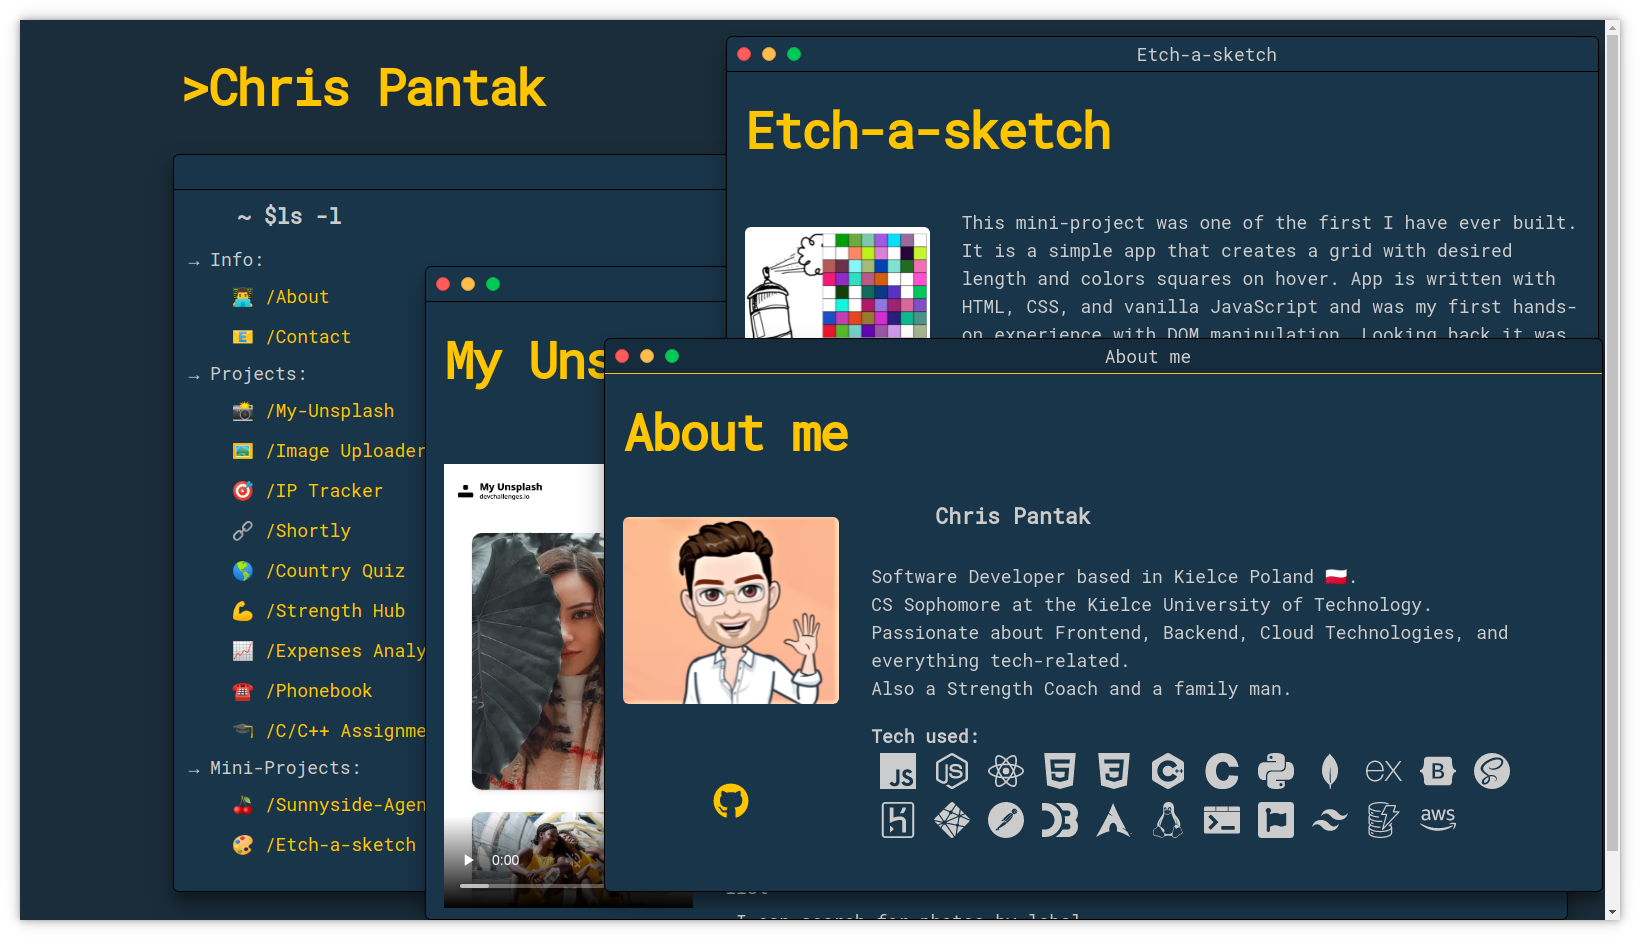 >Chris Pantak
~ $ls -l
→ Info:
/About
/Contact
→ Projects:
/My-Unsplash
/Image Uploader
/IP Tracker
/Shortly
/Country Quiz
/Strength Hub
/Expenses Analy
/Phonebook
/C/C++ Assignme
→ Mini-Projects:
/Sunnyside-Agen
/Etch-a-sketch
Etch-a-sketch
Etch-a-sketch
This mini-project was one of the first I have ever built.
It is a simple app that creates a grid with desired
length and colors squares on hover. App is written with
HTML, CSS, and vanilla JavaScript and was my first hands-
on experience with DOM manipulation. Looking back it was
My Uns
My Unsplash
devchallenges.io
0:00
About me
About me
Chris Pantak
Software Developer based in Kielce Poland 🇵🇱.
CS Sophomore at the Kielce University of Technology.
Passionate about Frontend, Backend, Cloud Technologies, and
everything tech-related.
Also a Strength Coach and a family man.
Tech used:
JS JS 5 3 C++ C ex B
aws
list
I can search for photos by label